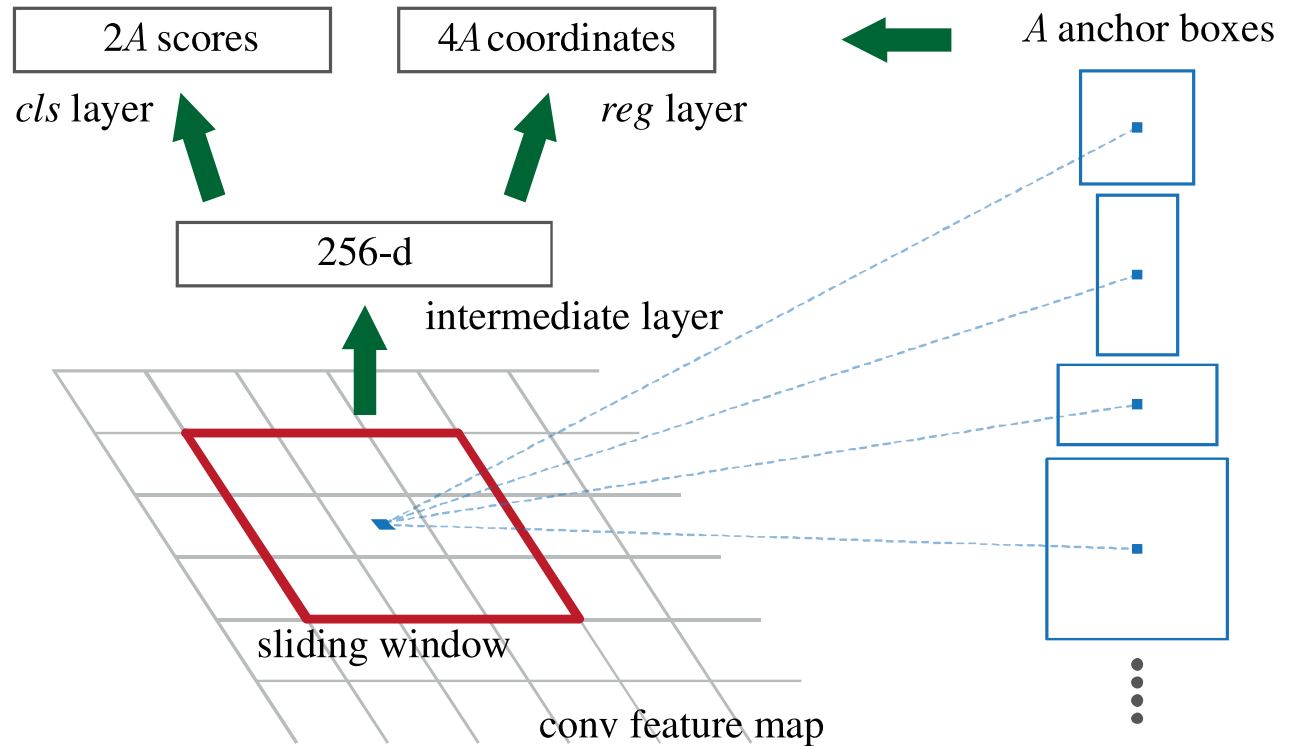 2A scores
4A coordinates
A anchor boxes
cls layer
reg layer
256-d
intermediate layer
sliding window
conv feature map